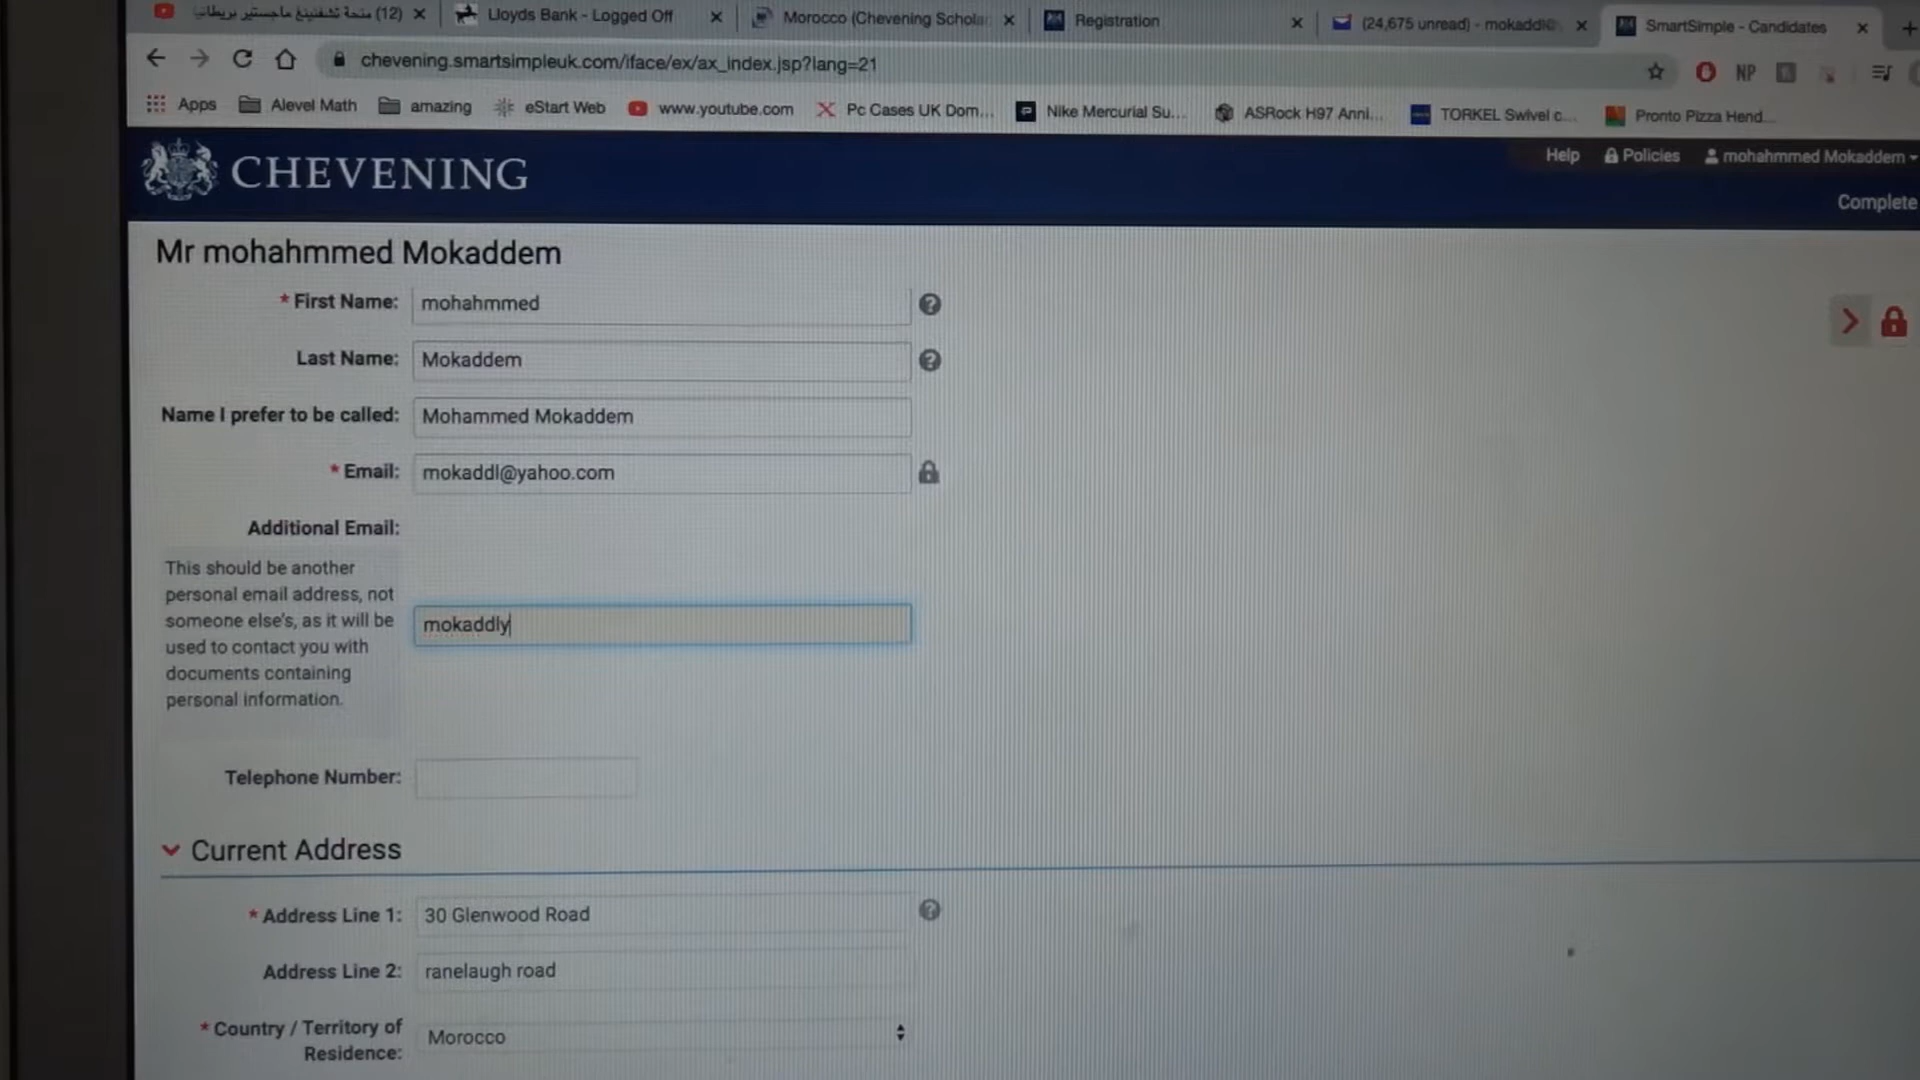 (12) منحة تشفنينغ ماجستير بريطانيا
Lloyds Bank - Logged Off
Morocco (Chevening Schola
Registration
(24,675 unread) - mokaddl@
SmartSimple - Candidates
chevening.smartsimpleuk.com/iface/ex/ax_index.jsp?lang=21
NP
Apps
Alevel Math
amazing
eStart Web
www.youtube.com
Pc Cases UK Dom...
Nike Mercurial Su...
ASRock H97 Anni...
TORKEL Swivel c...
Pronto Pizza Hend...
CHEVENING
Help
Policies
mohahmmed Mokaddem
Complete
Mr mohahmmed Mokaddem
* First Name: mohahmmed
Last Name: Mokaddem
Name I prefer to be called: Mohammed Mokaddem
* Email: mokaddl@yahoo.com
Additional Email:
This should be another
personal email address, not
someone else's, as it will be
used to contact you with
documents containing
personal information.
mokaddly
Telephone Number:
Current Address
* Address Line 1: 30 Glenwood Road
Address Line 2: ranelaugh road
* Country / Territory of
Residence:
Morocco